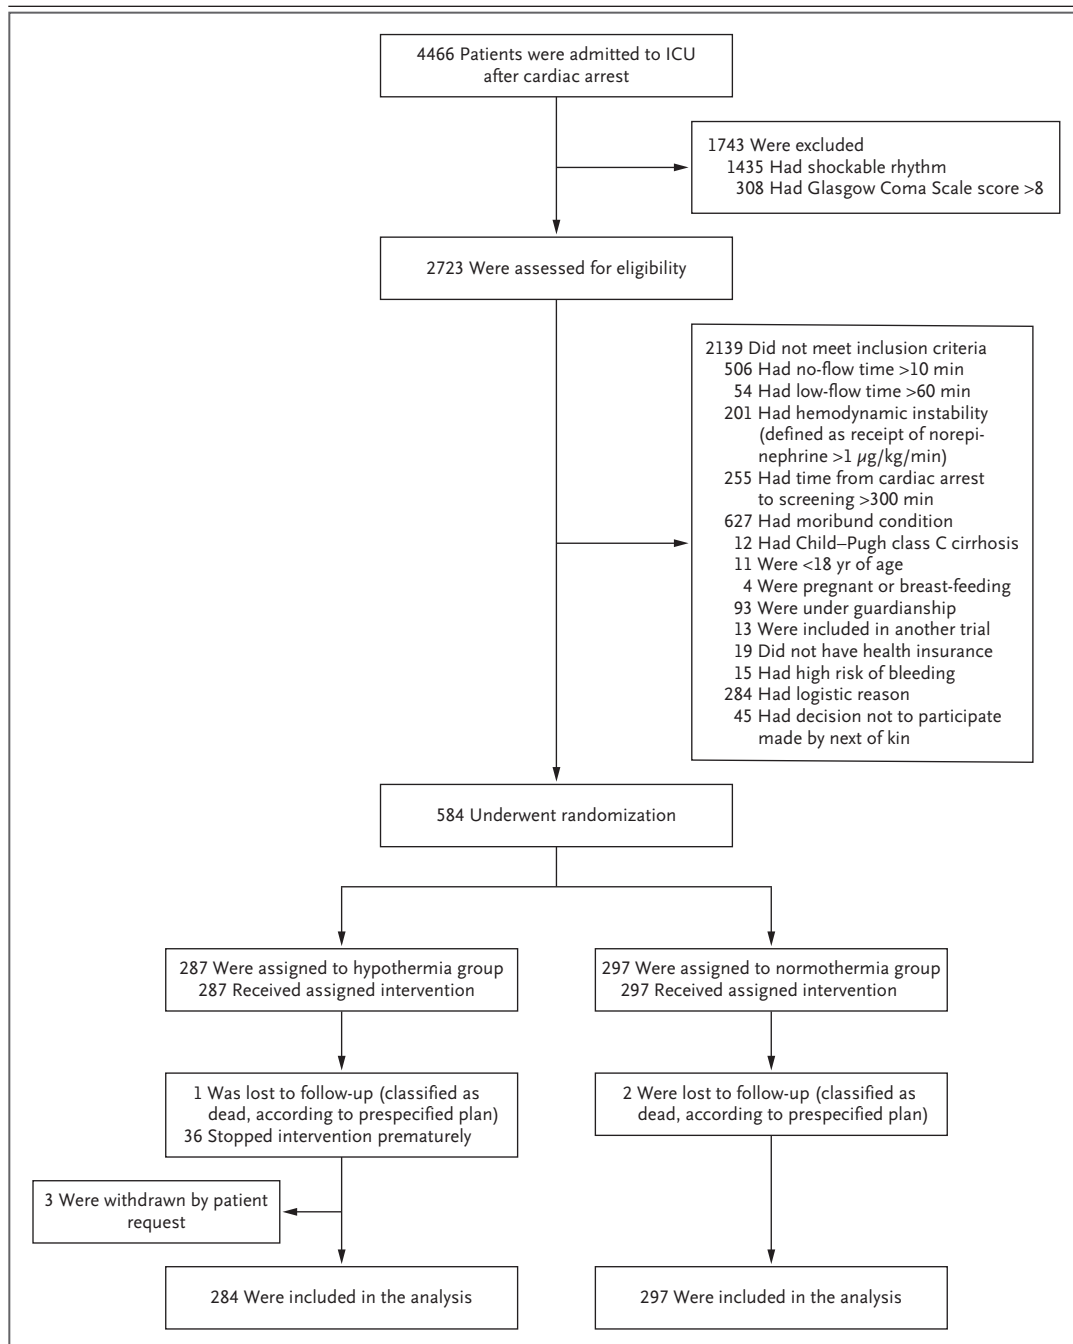 4466 Patients were admitted to ICU
after cardiac arrest
1743 Were excluded
1435 Had shockable rhythm
308 Had Glasgow Coma Scale score >8
2723 Were assessed for eligibility
2139 Did not meet inclusion criteria
506 Had no-flow time >10 min
54 Had low-flow time >60 min
201 Had hemodynamic instability
(defined as receipt of norepi-
nephrine >1 μg/kg/min)
255 Had time from cardiac arrest
to screening >300 min
627 Had moribund condition
12 Had Child–Pugh class C cirrhosis
11 Were <18 yr of age
4 Were pregnant or breast-feeding
93 Were under guardianship
13 Were included in another trial
19 Did not have health insurance
15 Had high risk of bleeding
284 Had logistic reason
45 Had decision not to participate
made by next of kin
584 Underwent randomization
287 Were assigned to hypothermia group
287 Received assigned intervention
297 Were assigned to normothermia group
297 Received assigned intervention
1 Was lost to follow-up (classified as
dead, according to prespecified plan)
36 Stopped intervention prematurely
2 Were lost to follow-up (classified as
dead, according to prespecified plan)
3 Were withdrawn by patient
request
284 Were included in the analysis
297 Were included in the analysis